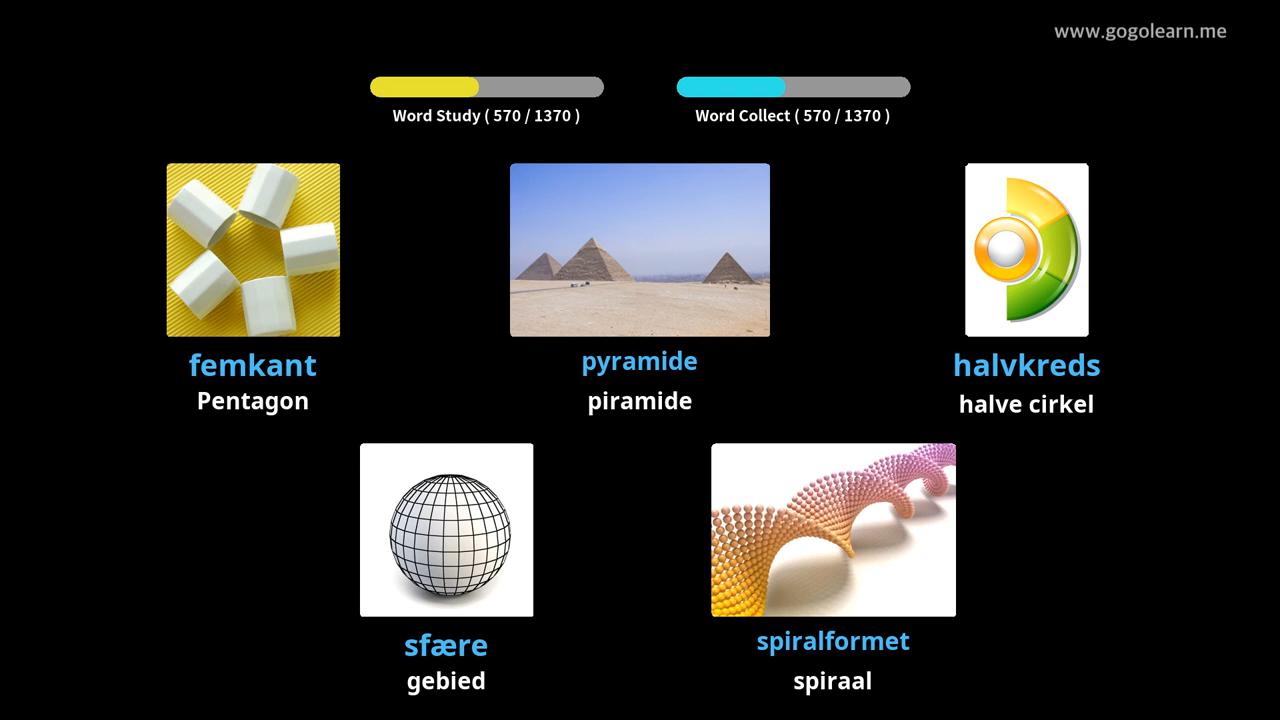 www.gogolearn.me
Word Study ( 570 / 1370 )
Word Collect ( 570 / 1370 )
femkant
Pentagon
pyramide
piramide
halvkreds
halve cirkel
sfære
gebied
spiralformet
spiraal